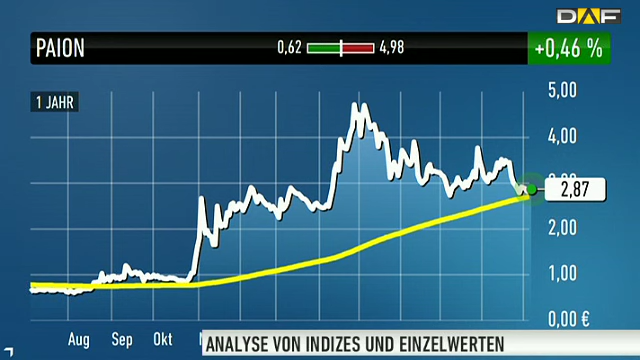 DAF
PAION
0,62
4,98
+0,46 %
1 JAHR
5,00
4,00
2,87
2,00
1,00
0,00 €
Aug Sep Okt
ANALYSE VON INDIZES UND EINZELWERTEN